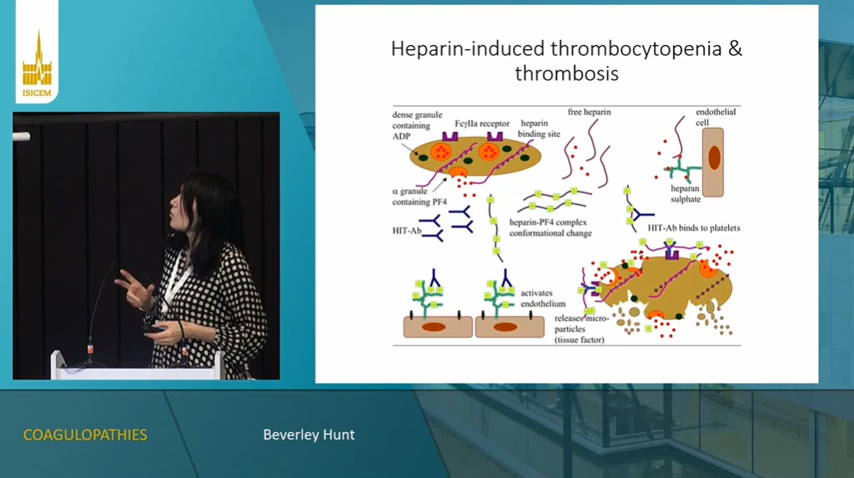 ISICEM
Heparin-induced thrombocytopenia &
thrombosis
dense granule
containing
ADP
FcγIIa receptor
heparin
binding site
free heparin
endothelial
cell
α granule
containing PF4
heparan
sulphate
HIT-Ab
heparin-PF4 complex
conformational change
HIT-Ab binds to platelets
activates
endothelium
releases micro-
particles
(tissue factor)
COAGULOPATHIES
Beverley Hunt